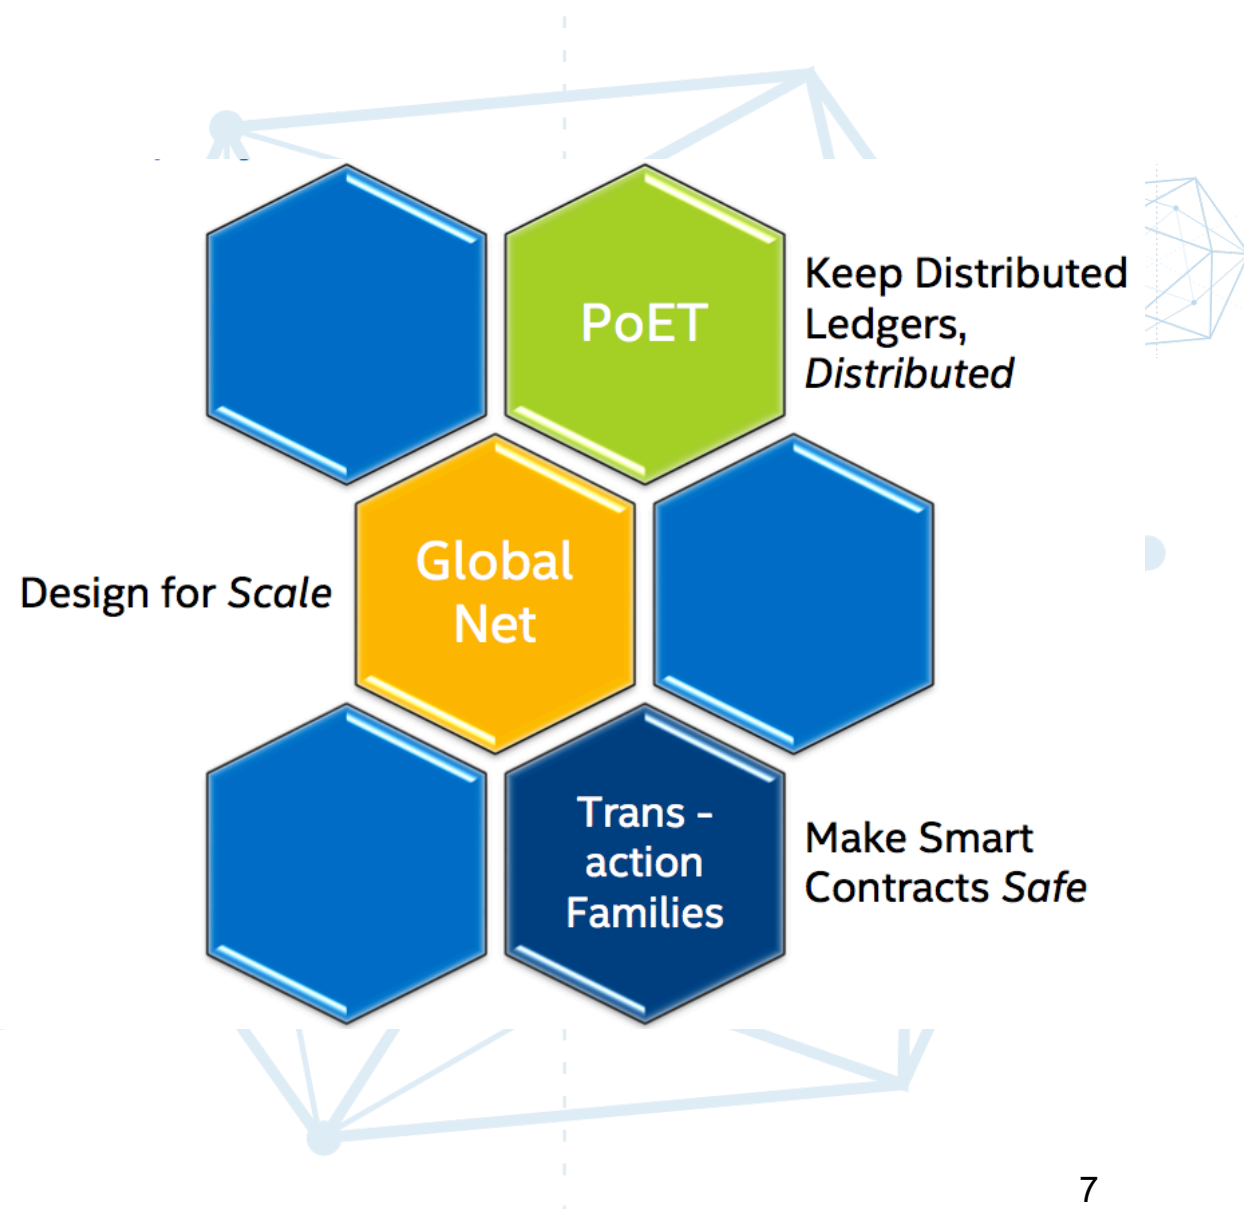 PoET
Keep Distributed
Ledgers,
Distributed
Design for Scale
Global
Net
Trans -
action
Families
Make Smart
Contracts Safe
7